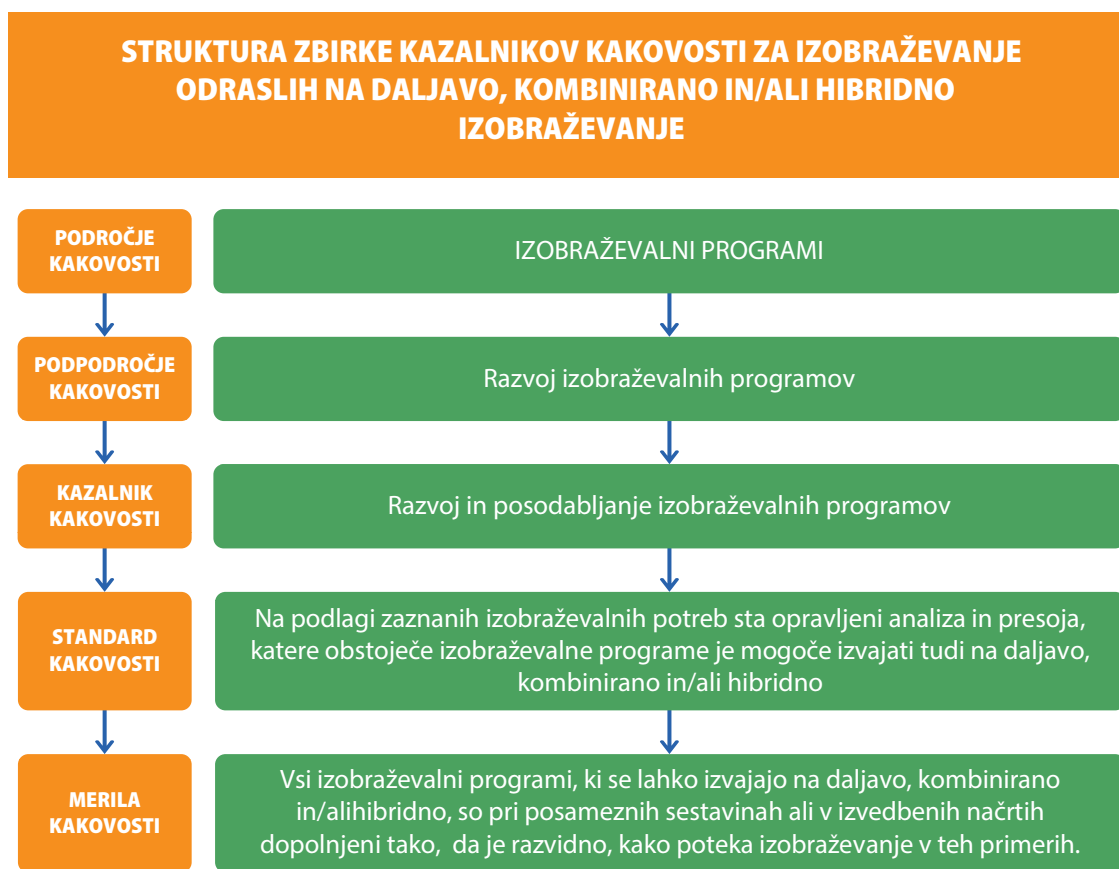 STRUKTURA ZBIRKE KAZALNIKOV KAKOVOSTI ZA IZOBRAŽEVANJE
ODRASLIH NA DALJAVO, KOMBINIRANO IN/ALI HIBRIDNO
IZOBRAŽEVANJE
PODROČJE
KAKOVOSTI
IZOBRAŽEVALNI PROGRAMI
PODPODROČJE
KAKOVOSTI
Razvoj izobraževalnih programov
KAZALNIK
KAKOVOSTI
Razvoj in posodabljanje izobraževalnih programov
STANDARD
KAKOVOSTI
Na podlagi zaznanih izobraževalnih potreb sta opravljeni analiza in presoja,
katere obstoječe izobraževalne programe je mogoče izvajati tudi na daljavo,
kombinirano in/ali hibridno
MERILA
KAKOVOSTI
Vsi izobraževalni programi, ki se lahko izvajajo na daljavo, kombinirano
in/alihibridno, so pri posameznih sestavinah ali v izvedbenih načrtih
dopolnjeni tako, da je razvidno, kako poteka izobraževanje v teh primerih.